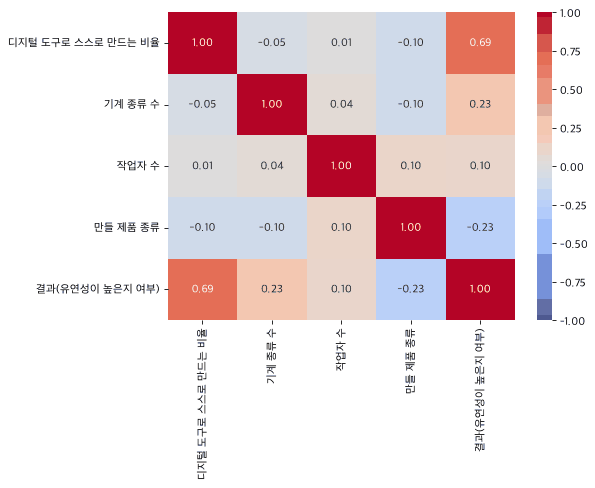 디지털 도구로 스스로 만드는 비율 1.00 -0.05 0.01 -0.10 0.69
기계 종류 수 -0.05 1.00 0.04 -0.10 0.23
작업자 수 0.01 0.04 1.00 0.10 0.10
만들 제품 종류 -0.10 -0.10 0.10 1.00 -0.23
결과(유연성이 높은지 여부) 0.69 0.23 0.10 -0.23 1.00
디지털 도구로 스스로 만드는 비율
기계 종류 수
작업자 수
만들 제품 종류
결과(유연성이 높은지 여부)
1.00
0.75
0.50
0.25
0.00
-0.25
-0.50
-0.75
-1.00